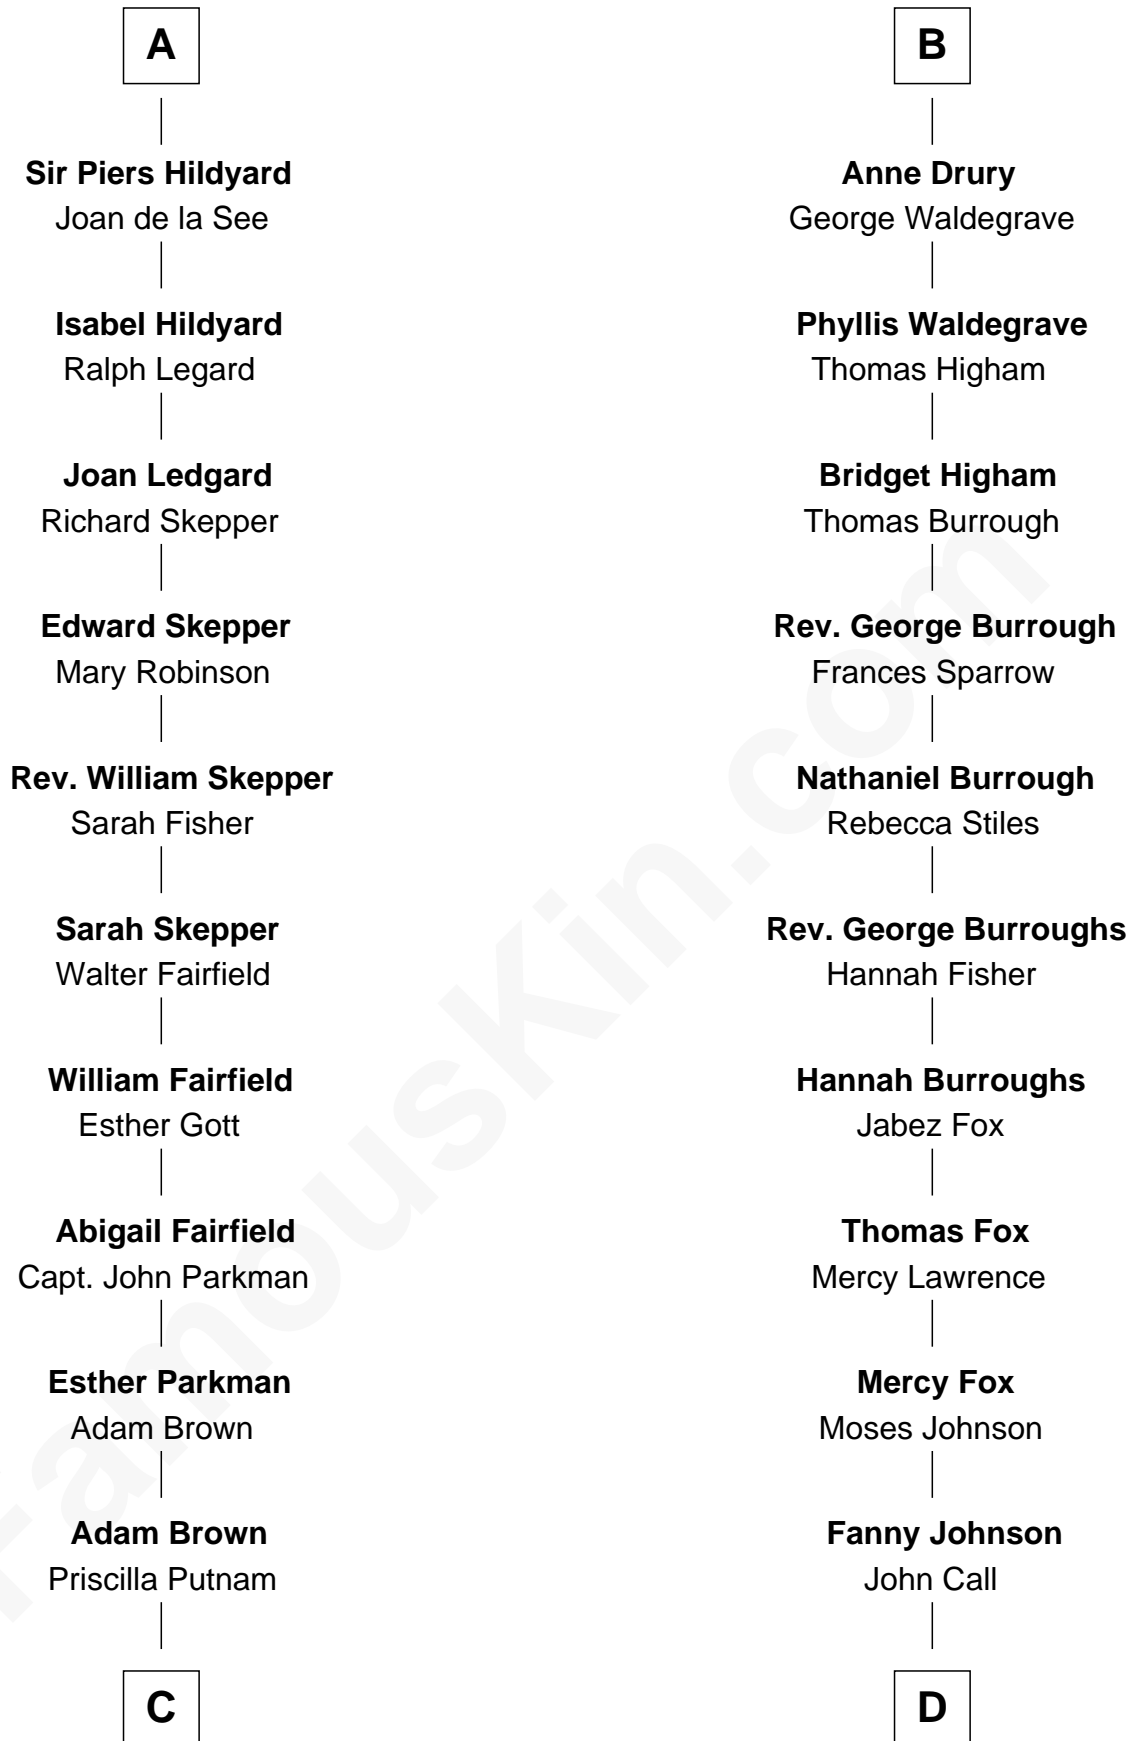 A
Sir Piers Hildyard
Joan de la See
Isabel Hildyard
Ralph Legard
Joan Ledgard
Richard Skepper
Edward Skepper
Mary Robinson
Rev. William Skepper
Sarah Fisher
Sarah Skepper
Walter Fairfield
William Fairfield
Esther Gott
Abigail Fairfield
Capt. John Parkman
Esther Parkman
Adam Brown
Adam Brown
Priscilla Putnam
C
B
Anne Drury
George Waldegrave
Phyllis Waldegrave
Thomas Higham
Bridget Higham
Thomas Burrough
Rev. George Burrough
Frances Sparrow
Nathaniel Burrough
Rebecca Stiles
Rev. George Burroughs
Hannah Fisher
Hannah Burroughs
Jabez Fox
Thomas Fox
Mercy Lawrence
Mercy Fox
Moses Johnson
Fanny Johnson
John Call
D
FamousKin.com